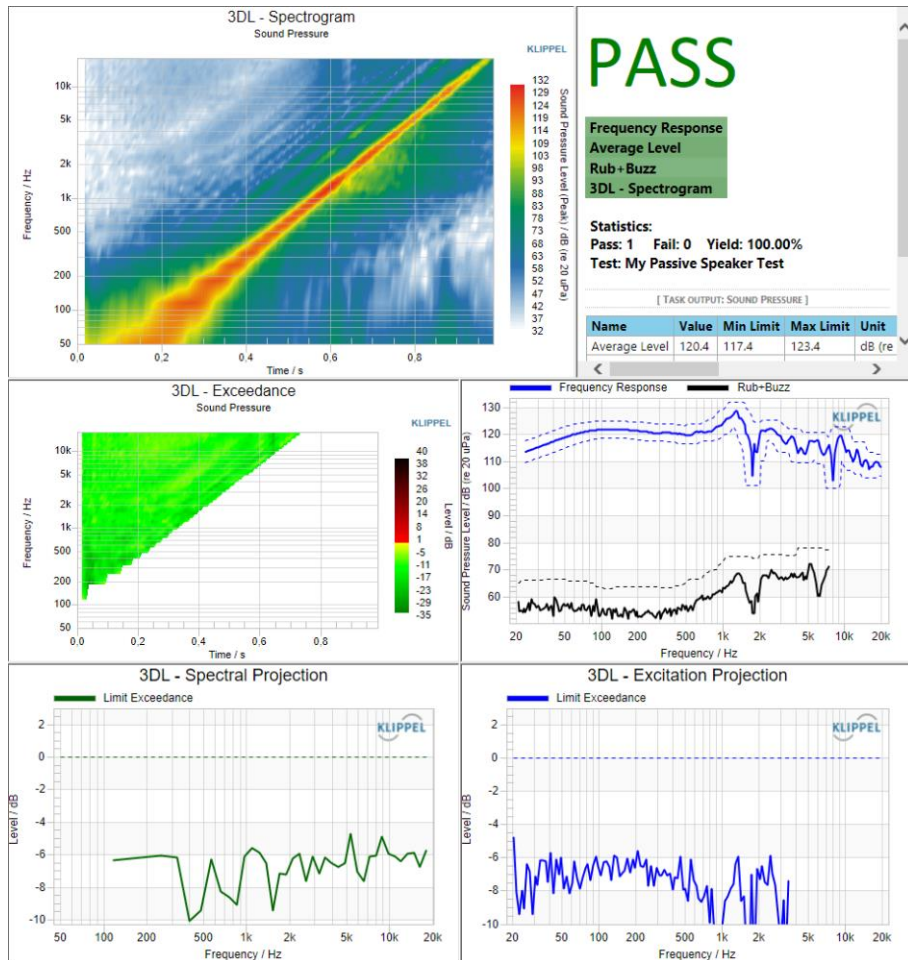 3DL - Spectrogram
Sound Pressure
KLIPPEL
Frequency / Hz
10k
5k
2k
1k
500
200
100
50
0.0 0.2 0.4 0.6 0.8
Time / s
132
129
124
119
114
109
103
98
93
88
83
78
73
68
63
58
52
47
42
37
32
Sound Pressure Level (Peak) / dB (re 20 uPa)
PASS
Frequency Response
Average Level
Rub+Buzz
3DL - Spectrogram
Statistics:
Pass: 1 Fail: 0 Yield: 100.00%
Test: My Passive Speaker Test
[ TASK OUTPUT: SOUND PRESSURE ]
Name Value Min Limit Max Limit Unit
Average Level 120.4 117.4 123.4 dB (re
3DL - Exceedance
Sound Pressure
KLIPPEL
Frequency / Hz
10k
5k
2k
1k
500
200
100
50
0.0 0.2 0.4 0.6 0.8
Time / s
40
38
32
26
20
14
8
1
-5
-11
-17
-23
-29
-35
Level / dB
Frequency Response Rub+Buzz
KLIPPEL
Sound Pressure Level / dB (re 20 uPa)
130
120
110
100
90
80
70
60
20 50 100 200 500 1k 2k 5k 10k 20k
Frequency / Hz
3DL - Spectral Projection
Limit Exceedance
KLIPPEL
Level / dB
2
0
-2
-4
-6
-8
-10
50 100 200 500 1k 2k 5k 10k 20k
Frequency / Hz
3DL - Excitation Projection
Limit Exceedance
KLIPPEL
Level / dB
2
0
-2
-4
-6
-8
-10
20 50 100 200 500 1k 2k 5k 10k 20k
Frequency / Hz